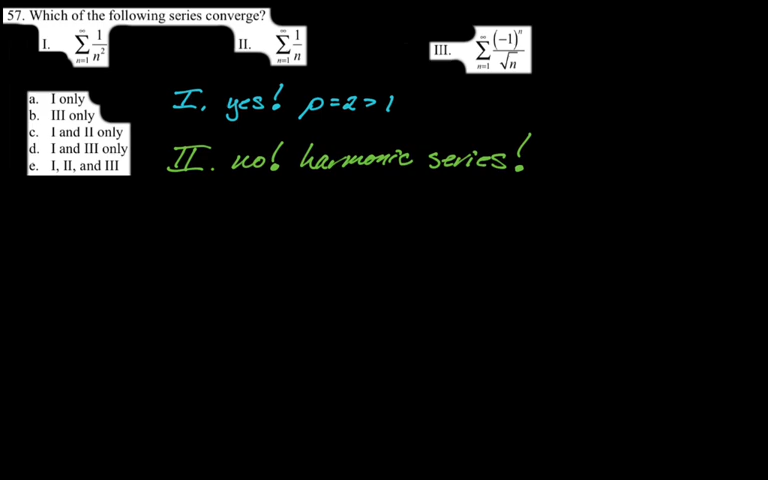 57. Which of the following series converge?
I. ∑_{n=1}^{∞} 1/n² II. ∑_{n=1}^{∞} 1/n III. ∑_{n=1}^{∞} (−1)ⁿ/√n
a. I only
b. III only
c. I and II only
d. I and III only
e. I, II, and III
I. yes! p=2>1
II. no! harmonic series!